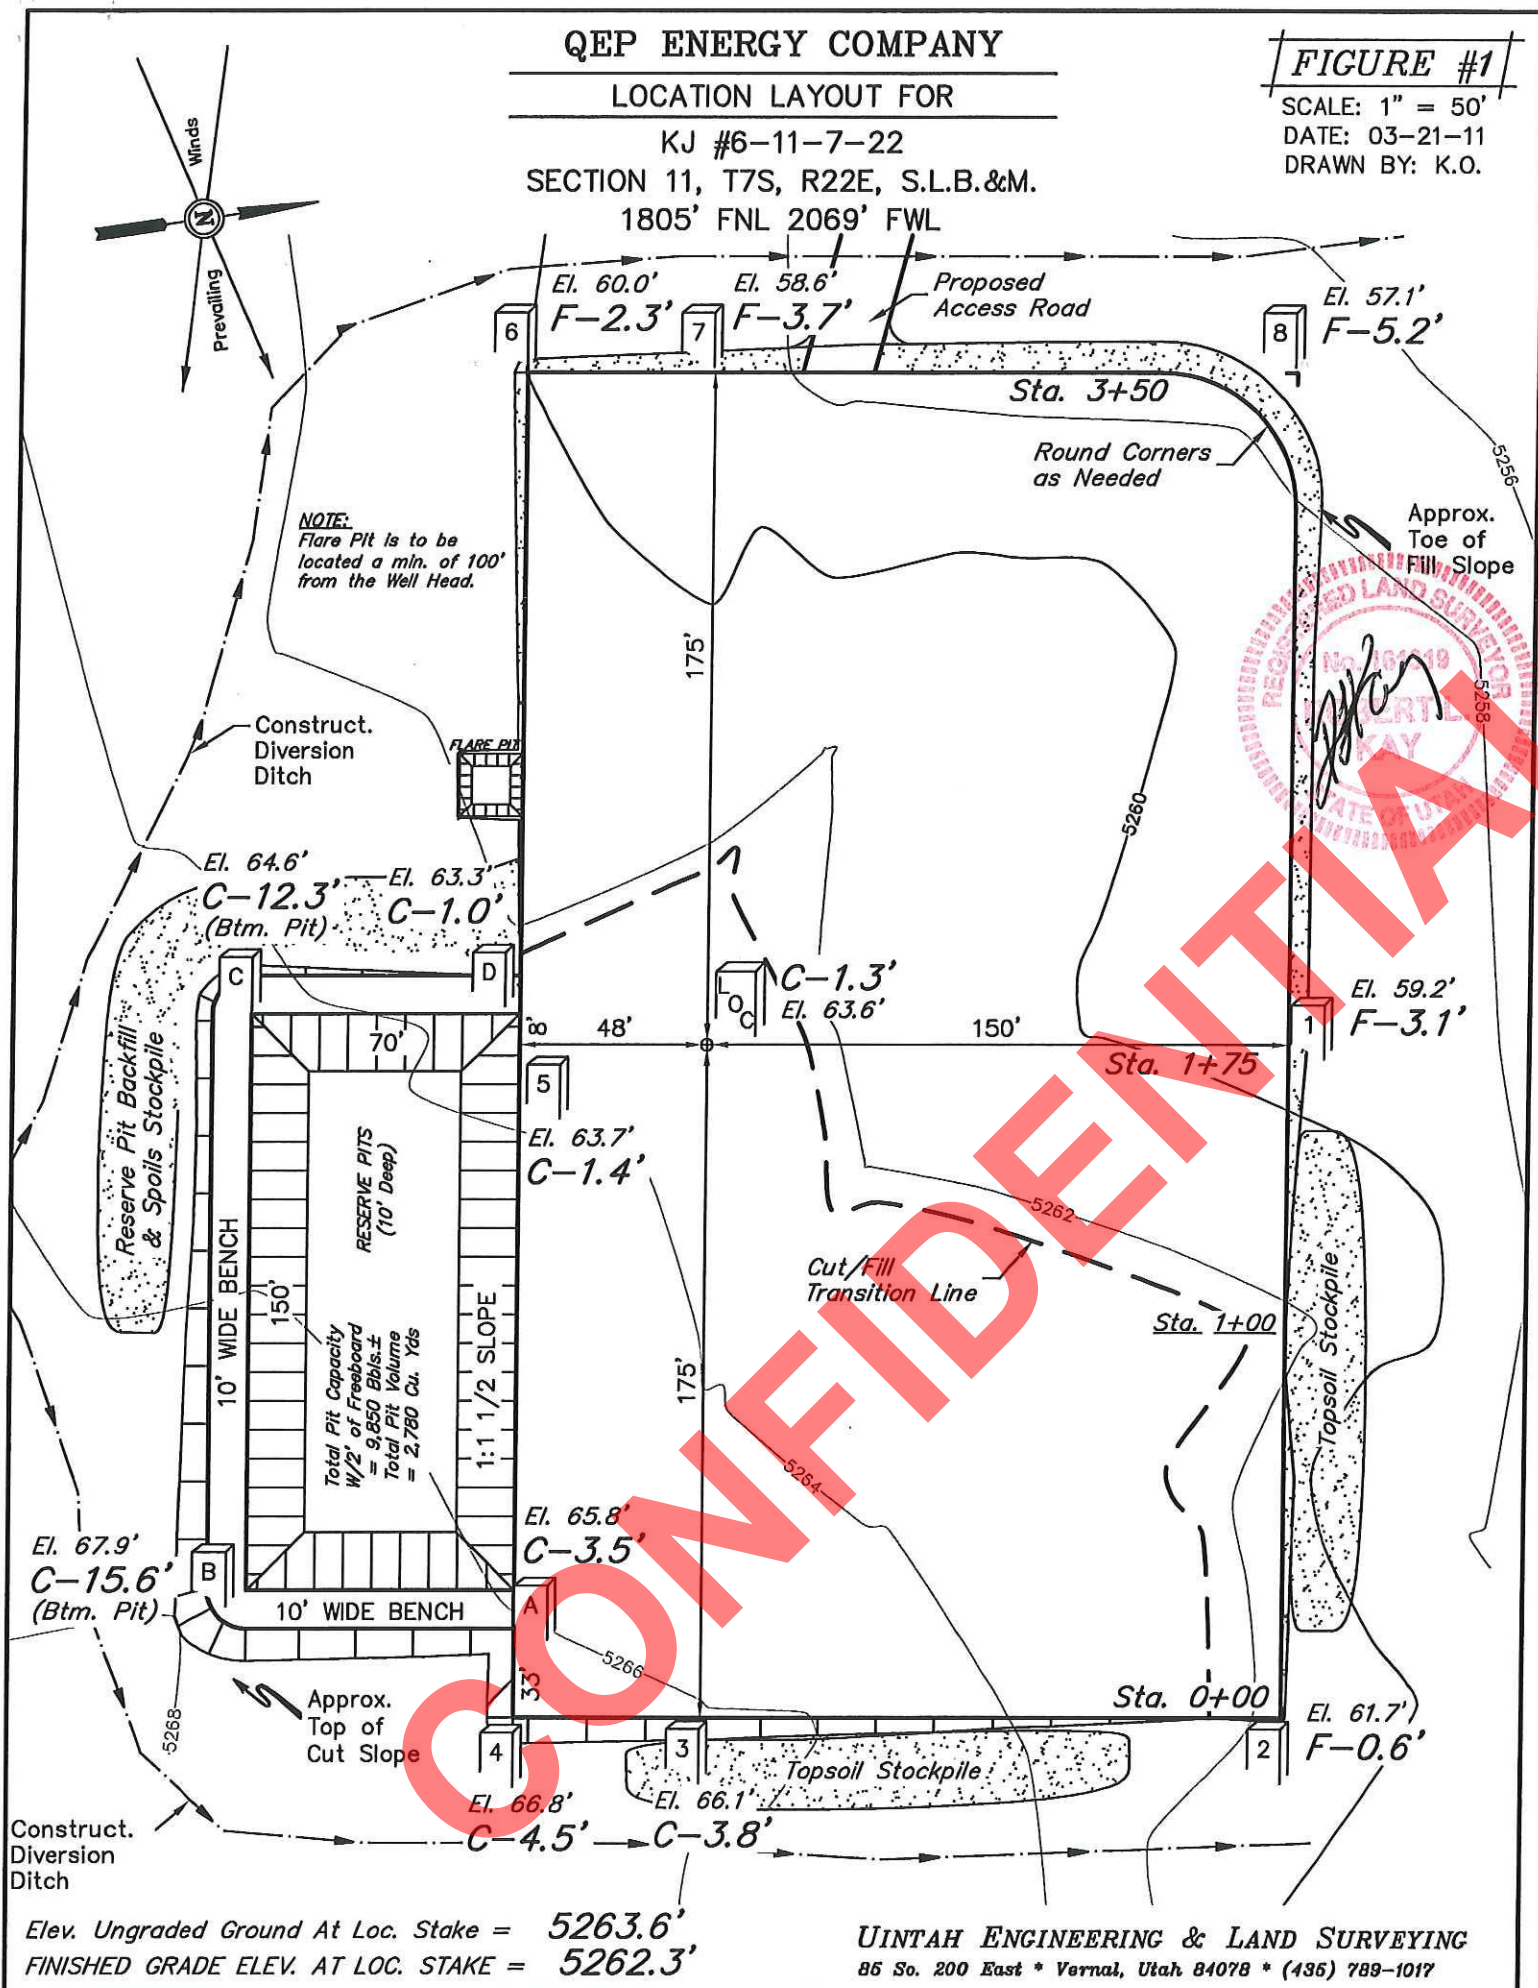 QEP ENERGY COMPANY
LOCATION LAYOUT FOR
KJ #6-11-7-22
SECTION 11, T7S, R22E, S.L.B.&M.
1805' FNL 2069' FWL
FIGURE #1
SCALE: 1" = 50'
DATE: 03-21-11
DRAWN BY: K.O.
Winds
N
Prevailing
El. 60.0'
F-2.3'
6
El. 58.6'
F-3.7'
7
Proposed
Access Road
El. 57.1'
F-5.2'
8
Sta. 3+50
Round Corners
as Needed
5256
Approx.
Toe of
Fill Slope
NOTE:
Flare Pit is to be
located a min. of 100'
from the Well Head.
175'
REGISTERED LAND SURVEYOR
No. 161619
ROBERT L.
KAY
STATE OF UTAH
5258
Construct.
Diversion
Ditch
FLARE PIT
5260
El. 64.6'
C-12.3'
(Btm. Pit)
El. 63.3'
C-1.0'
C
D
LOC
C-1.3'
El. 63.6'
El. 59.2'
F-3.1'
1
70'
8'
48'
150'
Sta. 1+75
5
El. 63.7'
C-1.4'
Reserve Pit Backfill
& Spoils Stockpile
RESERVE PITS
(10' Deep)
10' WIDE BENCH
150'
Total Pit Capacity
W/2' of Freeboard
= 9,850 Bbls.±
Total Pit Volume
= 2,780 Cu. Yds
1:1 1/2 SLOPE
5262
Cut/Fill
Transition Line
Sta. 1+00
Topsoil Stockpile
175'
5264
El. 65.8'
C-3.5'
El. 67.9'
C-15.6'
(Btm. Pit)
B
A
10' WIDE BENCH
33'
5266
Sta. 0+00
5268
Approx.
Top of
Cut Slope
4
3
2
El. 61.7'
F-0.6'
Topsoil Stockpile
El. 66.8'
C-4.5'
El. 66.1'
C-3.8'
Construct.
Diversion
Ditch
CONFIDENTIAL
Elev. Ungraded Ground At Loc. Stake = 5263.6'
FINISHED GRADE ELEV. AT LOC. STAKE = 5262.3'
UINTAH ENGINEERING & LAND SURVEYING
85 So. 200 East * Vernal, Utah 84078 * (435) 789-1017